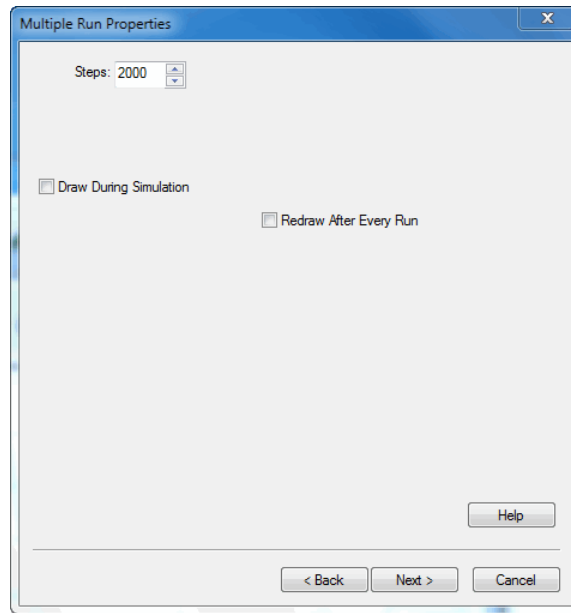 Multiple Run Properties
X
Steps: 2000
Draw During Simulation
Redraw After Every Run
Help
< Back Next > Cancel